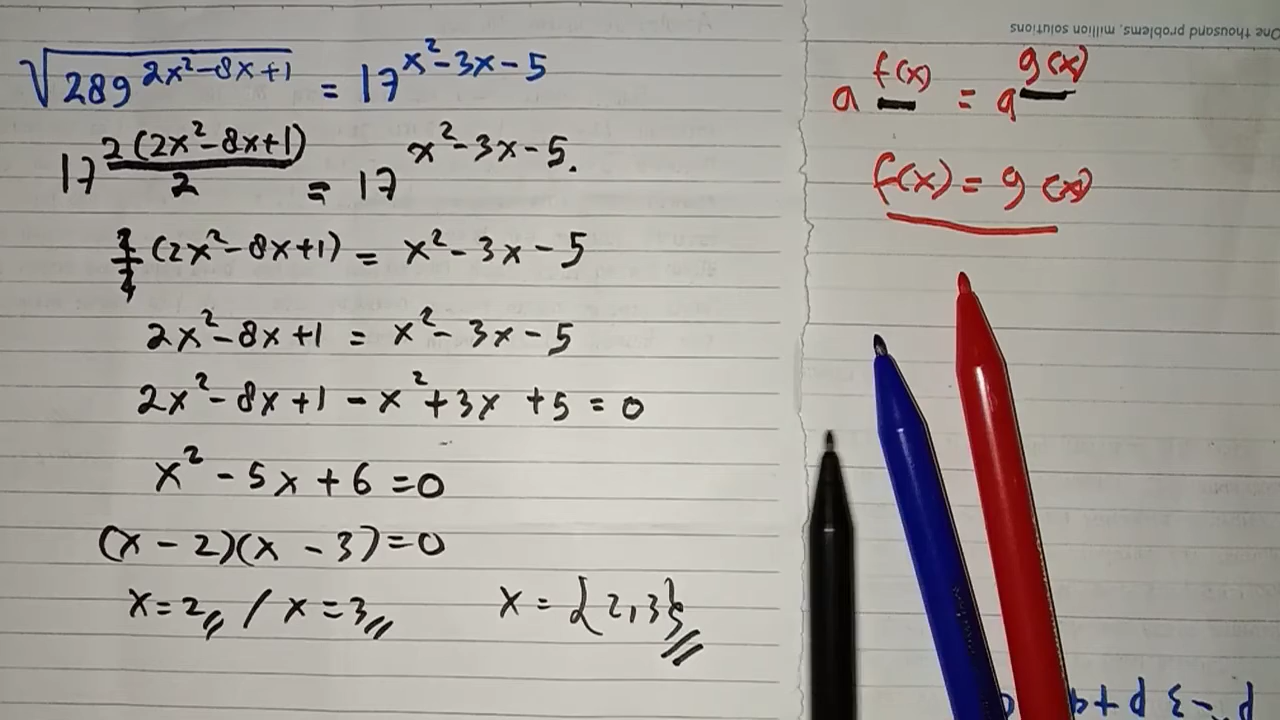 √289^(2x²-8x+1) = 17^(x²-3x-5)
17^(2(2x²-8x+1)/2) = 17^(x²-3x-5).
2/2 (2x²-8x+1) = x²-3x-5
2x²-8x+1 = x²-3x-5
2x²-8x+1-x²+3x+5=0
x²-5x+6=0
(x-2)(x-3)=0
x=2 / x=3 x={2,3}
One thousand problems, million solutions
a^f(x) = a^g(x)
f(x) = g(x)